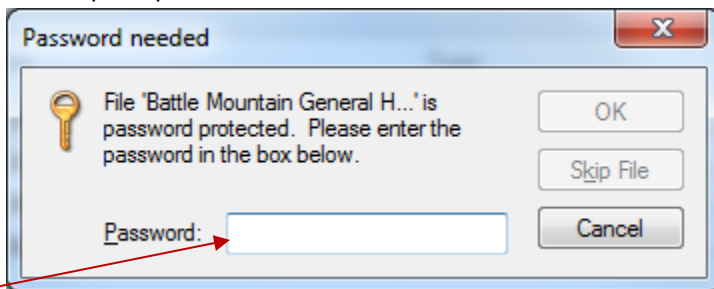 Password needed
File 'Battle Mountain General H...' is
password protected. Please enter the
password in the box below.
Password:
OK
Skip File
Cancel